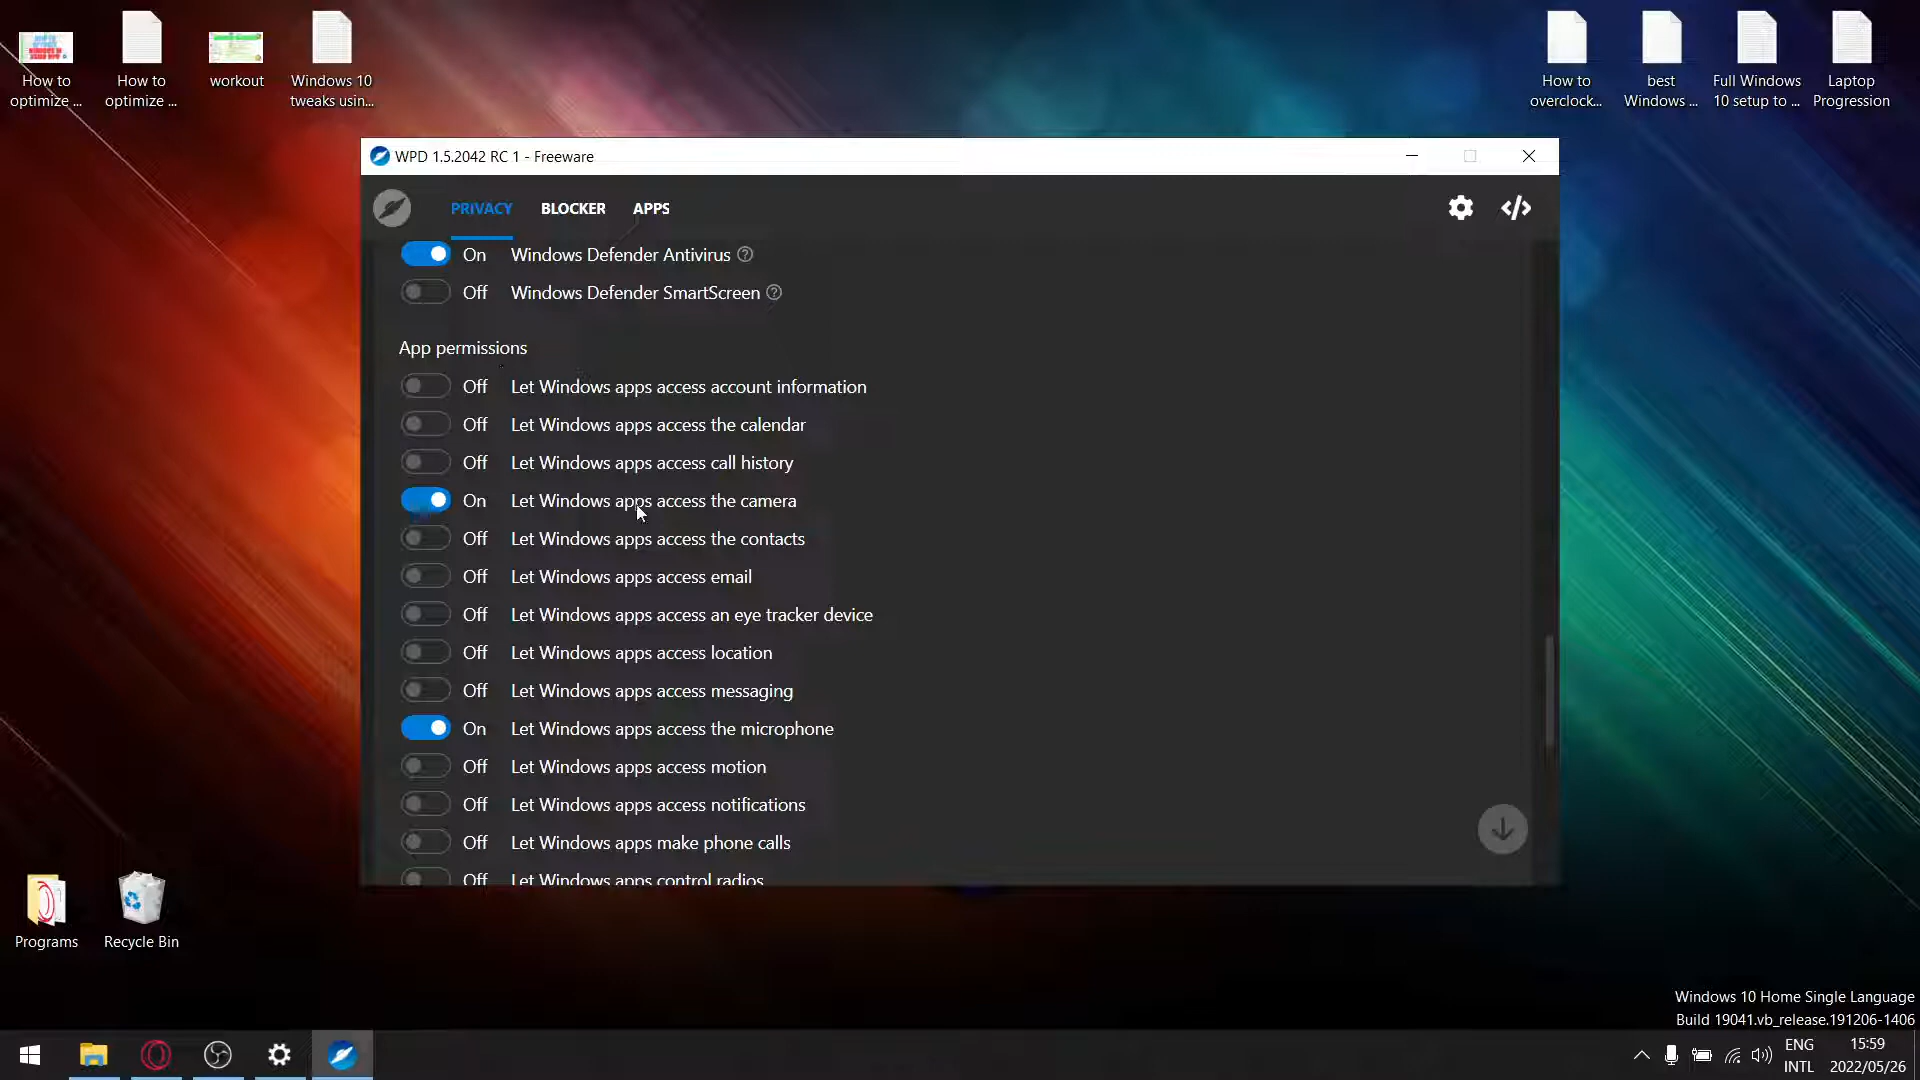 How to
optimize ...
How to
optimize ...
workout
Windows 10
tweaks usin...
How to
overclock...
best
Windows ...
Full Windows
10 setup to ...
Laptop
Progression
WPD 1.5.2042 RC 1 - Freeware
PRIVACY BLOCKER APPS
On Windows Defender Antivirus ?
Off Windows Defender SmartScreen ?
App permissions
Off Let Windows apps access account information
Off Let Windows apps access the calendar
Off Let Windows apps access call history
On Let Windows apps access the camera
Off Let Windows apps access the contacts
Off Let Windows apps access email
Off Let Windows apps access an eye tracker device
Off Let Windows apps access location
Off Let Windows apps access messaging
On Let Windows apps access the microphone
Off Let Windows apps access motion
Off Let Windows apps access notifications
Off Let Windows apps make phone calls
Off Let Windows apps control radios
Programs
Recycle Bin
Windows 10 Home Single Language
Build 19041.vb_release.191206-1406
ENG
INTL
15:59
2022/05/26